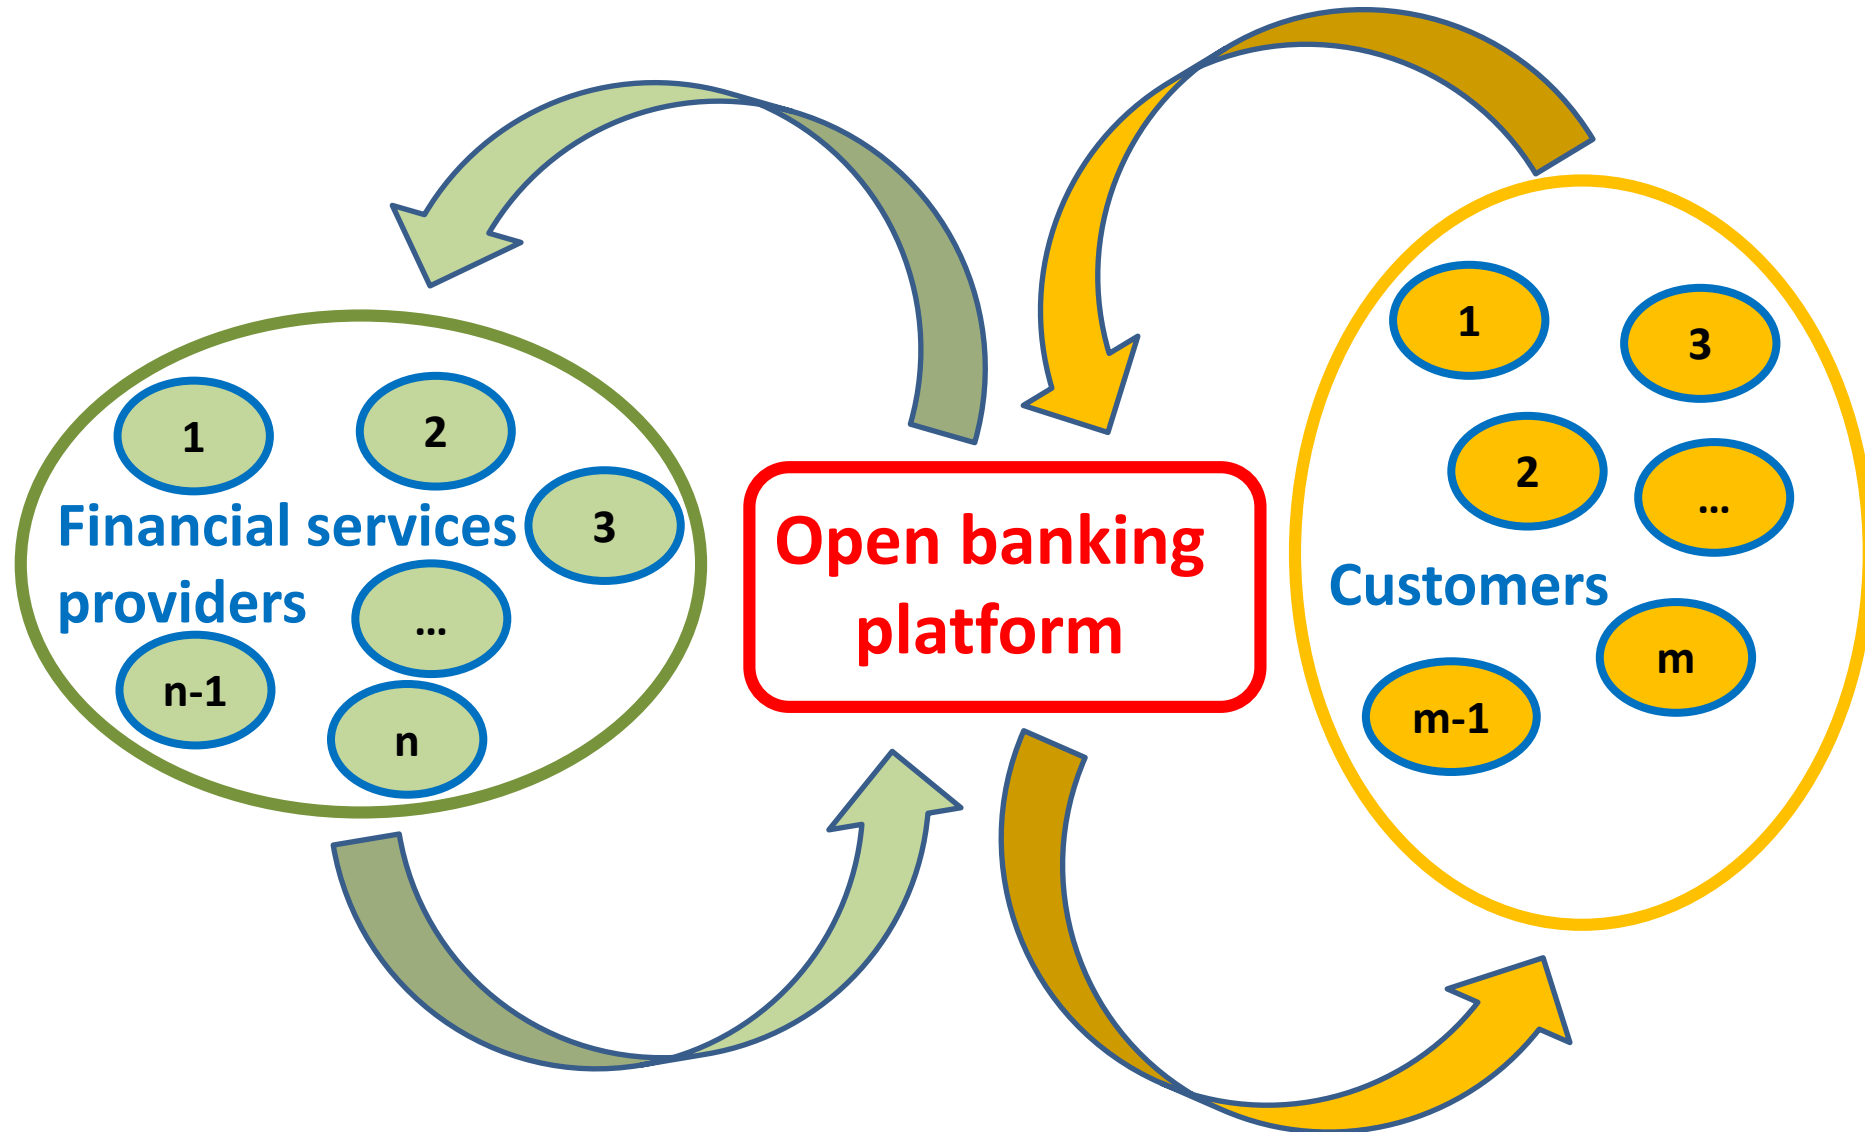 1
2
3
Financial services
providers
...
n-1
n
Open banking
platform
1
3
2
...
Customers
m
m-1